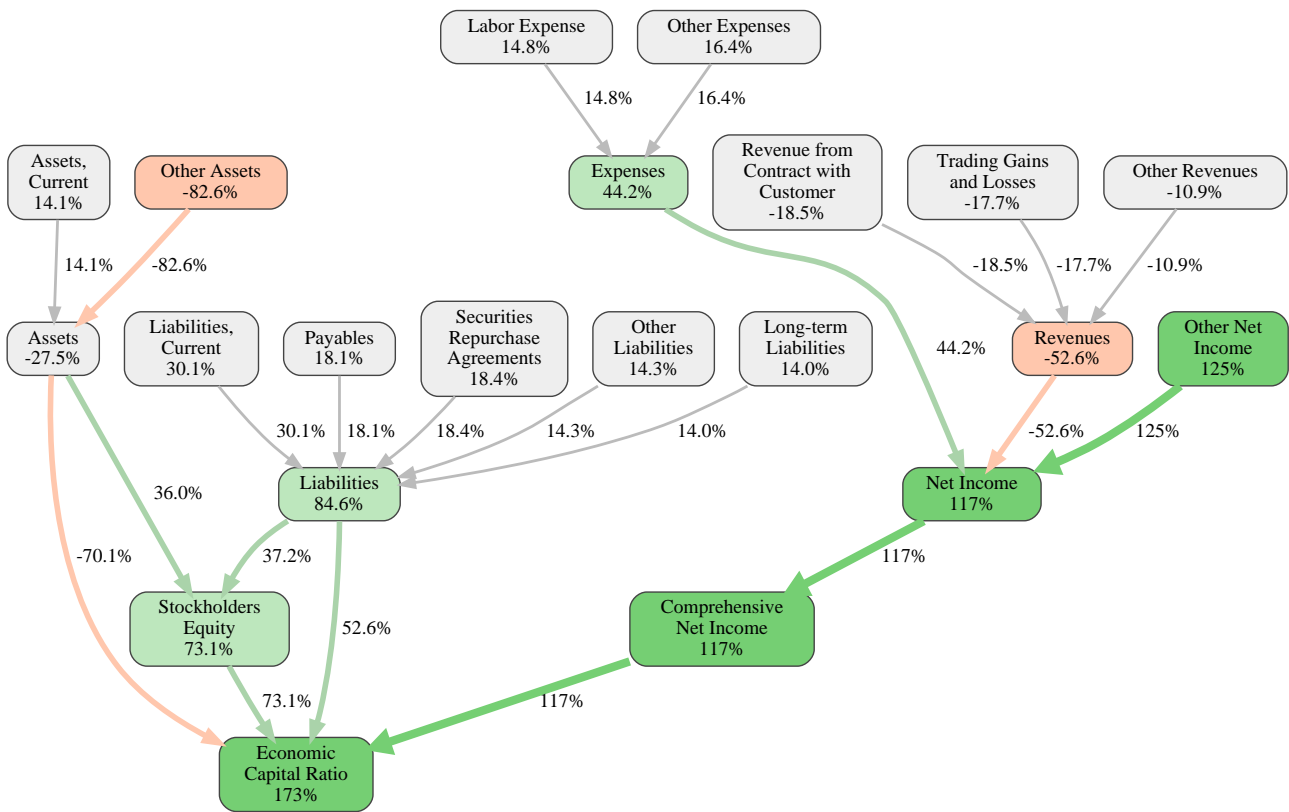 Labor Expense
14.8%
Other Expenses
16.4%
14.8%
16.4%
Assets,
Current
14.1%
Other Assets
-82.6%
Expenses
44.2%
Revenue from
Contract with
Customer
-18.5%
Trading Gains
and Losses
-17.7%
Other Revenues
-10.9%
14.1%
-82.6%
-18.5%
-17.7%
-10.9%
Assets
-27.5%
Liabilities,
Current
30.1%
Payables
18.1%
Securities
Repurchase
Agreements
18.4%
Other
Liabilities
14.3%
Long-term
Liabilities
14.0%
44.2%
Revenues
-52.6%
Other Net
Income
125%
30.1%
18.1%
18.4%
14.3%
14.0%
-52.6%
125%
36.0%
Liabilities
84.6%
Net Income
117%
-70.1%
37.2%
117%
Stockholders
Equity
73.1%
52.6%
Comprehensive
Net Income
117%
73.1%
117%
Economic
Capital Ratio
173%